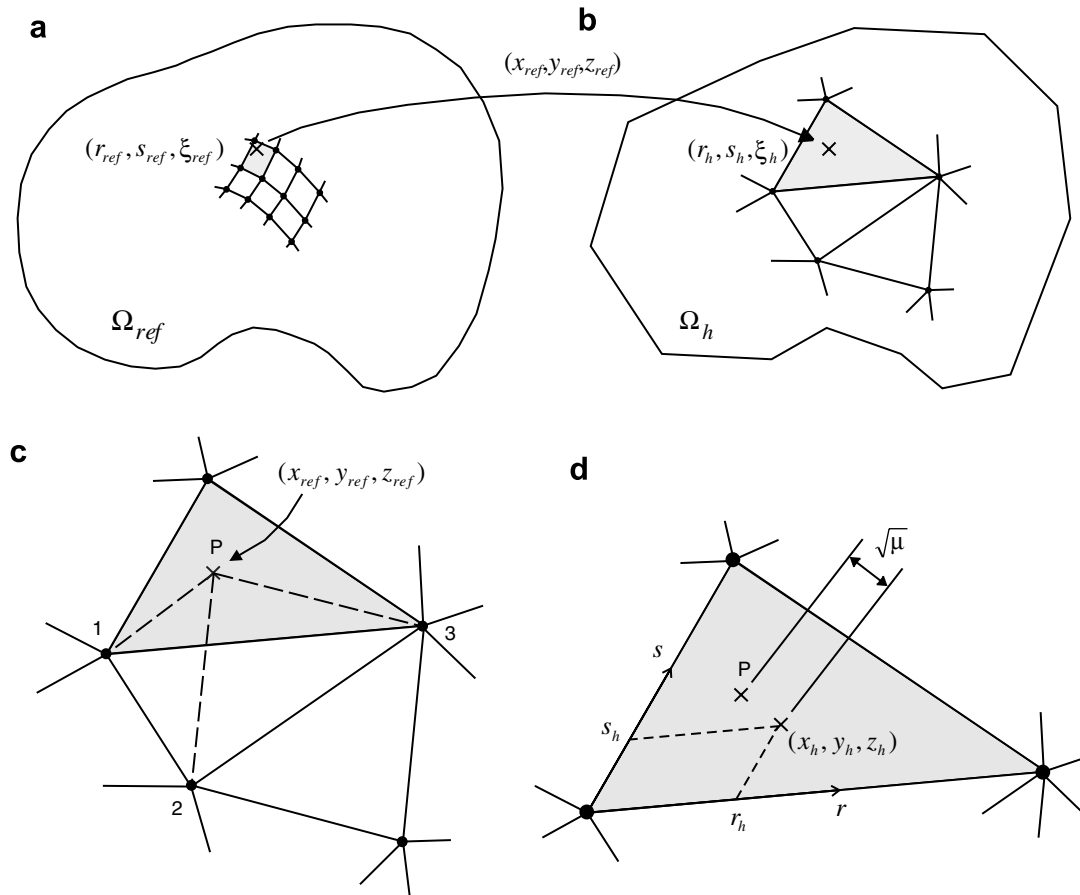 a
b
(x_ref,y_ref,z_ref)
(r_ref, s_ref, ξ_ref)
(r_h, s_h, ξ_h)
Ω_ref
Ω_h
c
(x_ref, y_ref, z_ref)
P
1
3
2
d
√μ
s
P
s_h
(x_h, y_h, z_h)
r_h
r